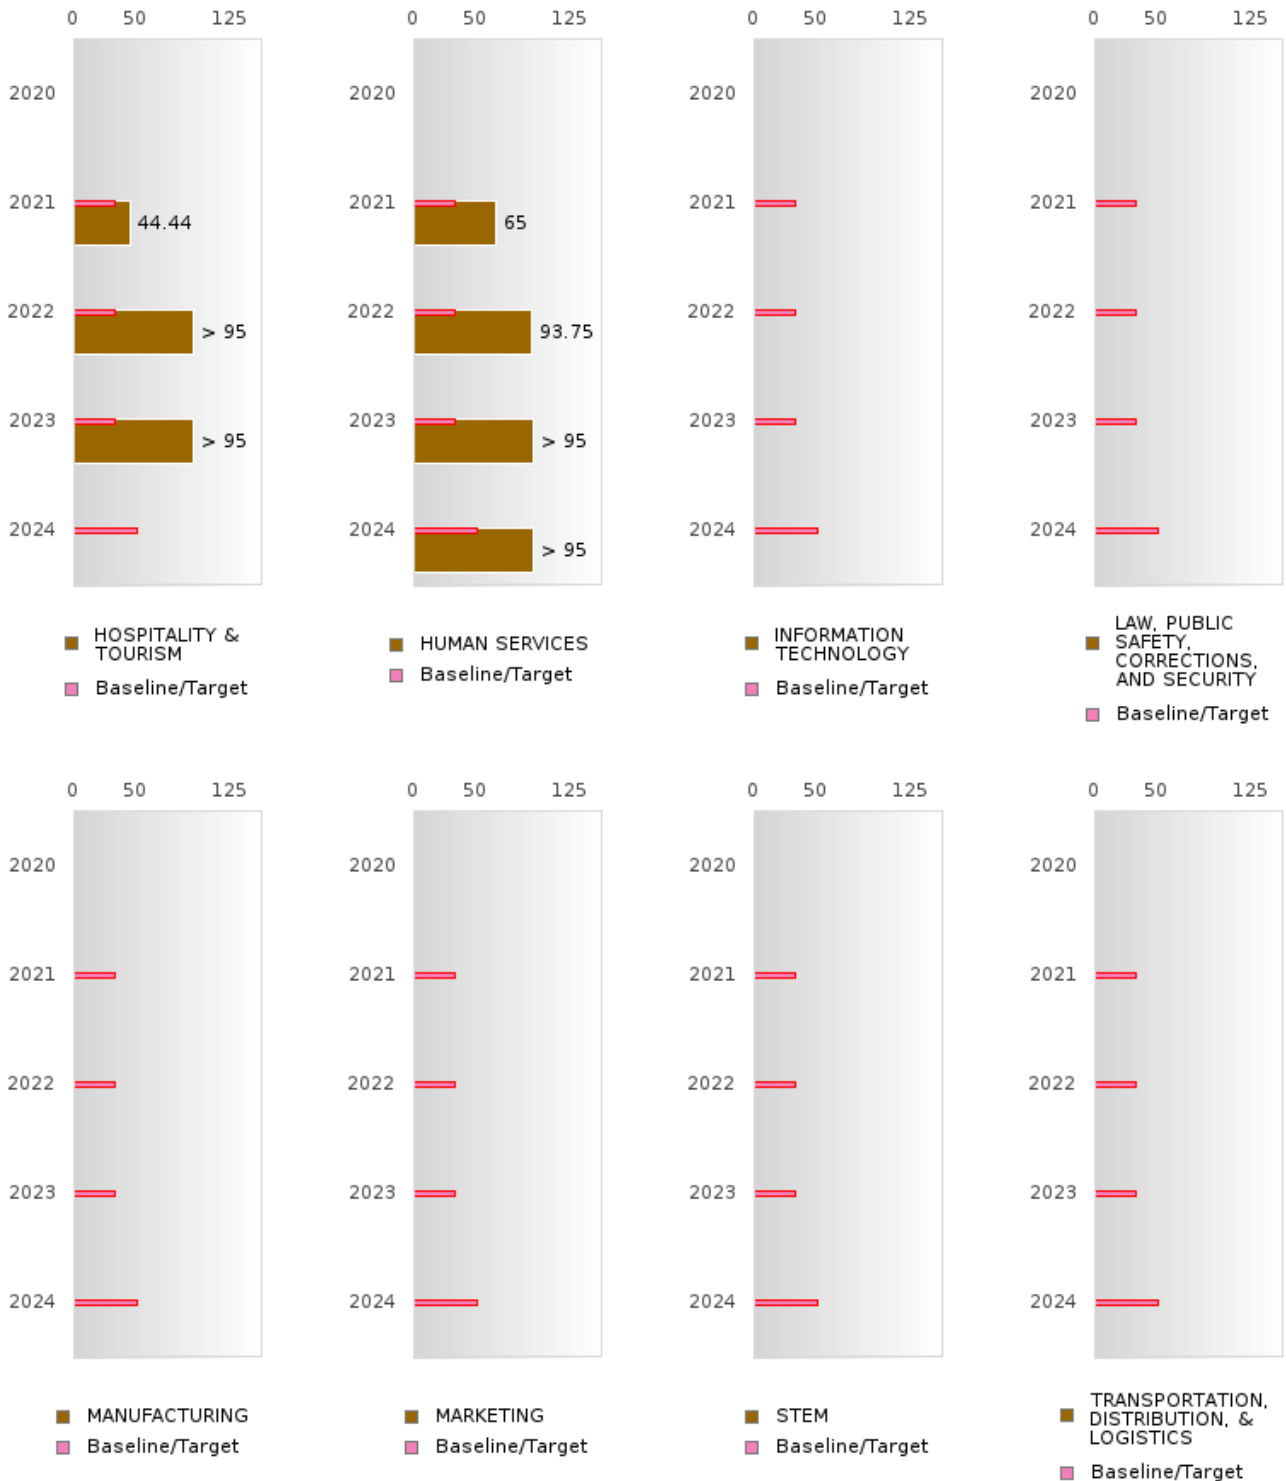 0 50 125 0 50 125 0 50 125 0 50 125
2020 2020 2020 2020
2021 44.44 2021 65 2021 2021
2022 > 95 2022 93.75 2022 2022
2023 > 95 2023 > 95 2023 2023
2024 2024 > 95 2024 2024
HOSPITALITY &
TOURISM
Baseline/Target
HUMAN SERVICES
Baseline/Target
INFORMATION
TECHNOLOGY
Baseline/Target
LAW, PUBLIC
SAFETY,
CORRECTIONS,
AND SECURITY
Baseline/Target
0 50 125 0 50 125 0 50 125 0 50 125
2020 2020 2020 2020
2021 2021 2021 2021
2022 2022 2022 2022
2023 2023 2023 2023
2024 2024 2024 2024
MANUFACTURING
Baseline/Target
MARKETING
Baseline/Target
STEM
Baseline/Target
TRANSPORTATION,
DISTRIBUTION, &
LOGISTICS
Baseline/Target